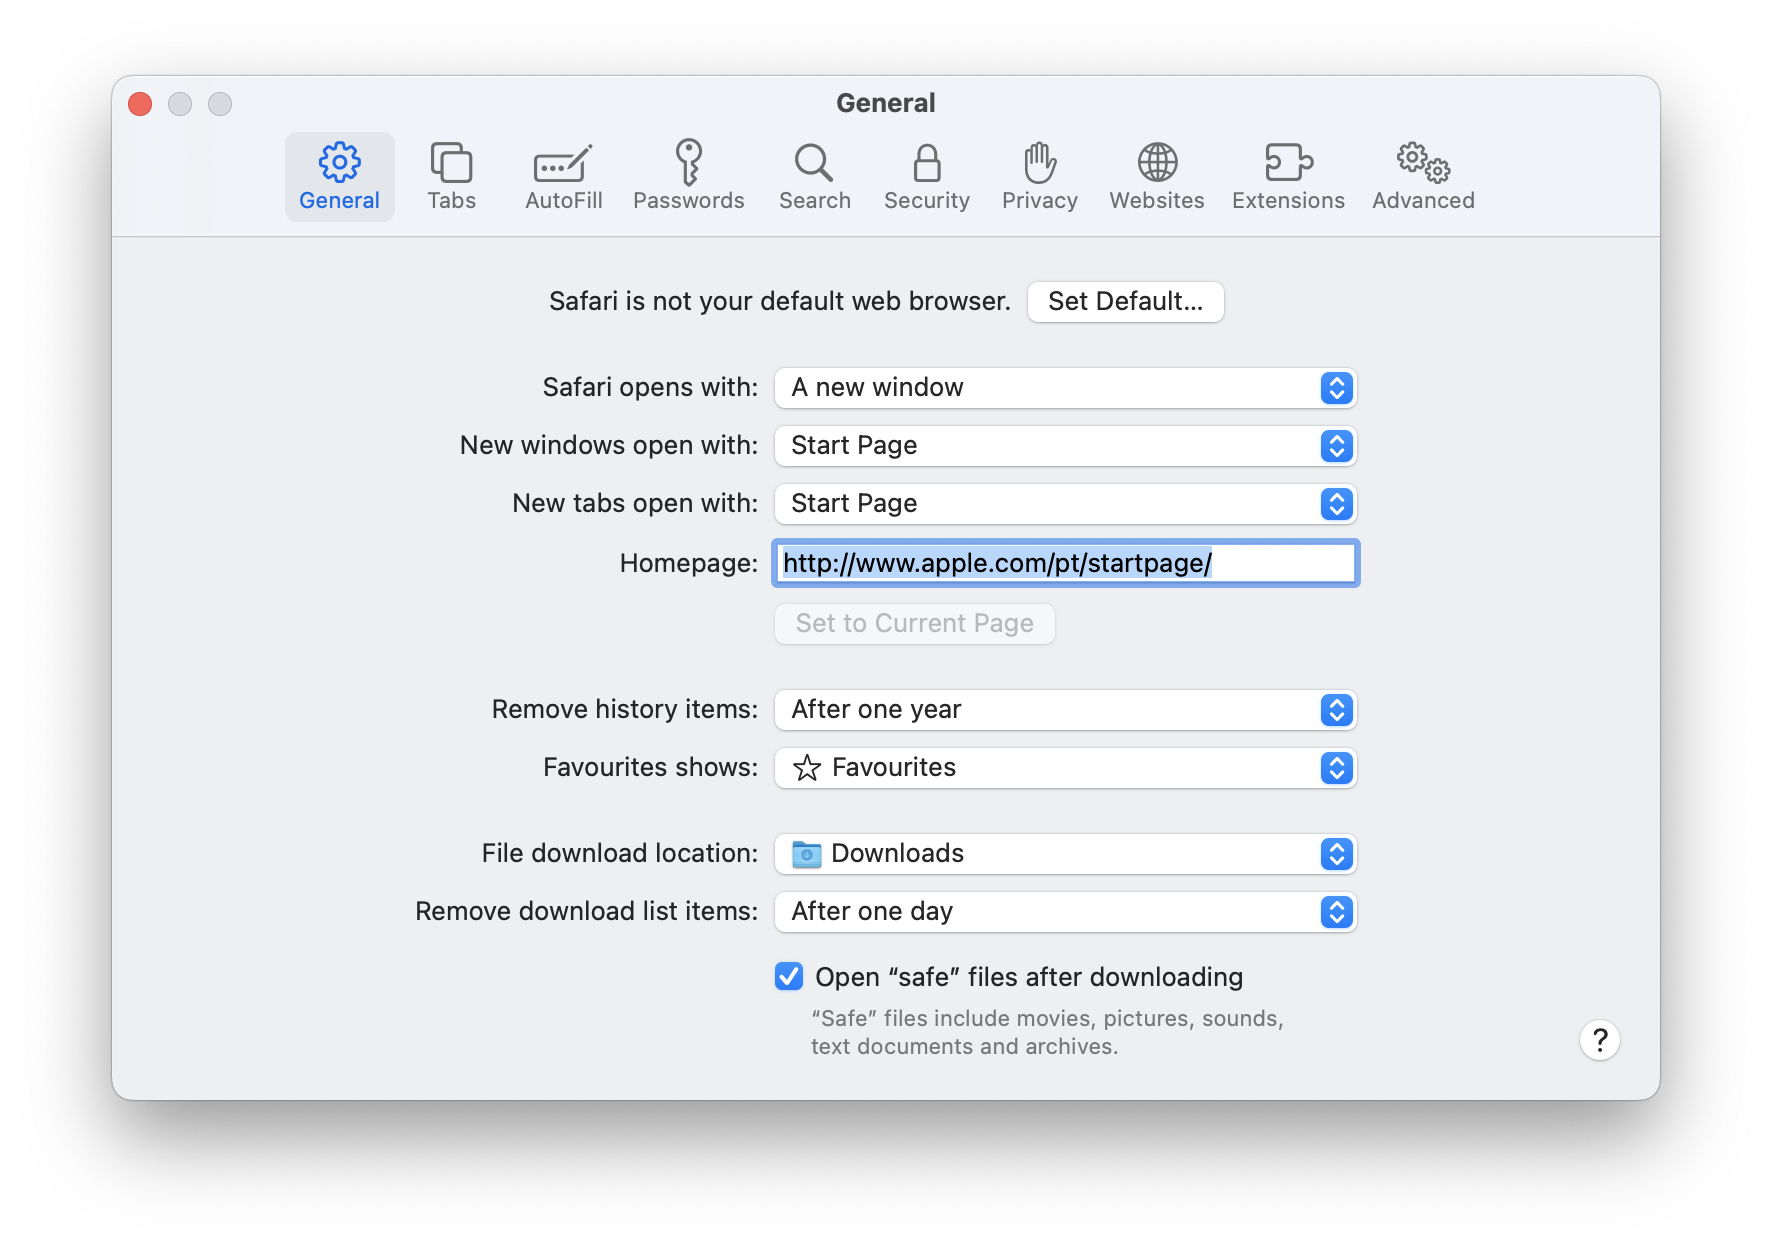 General
General Tabs AutoFill Passwords Search Security Privacy Websites Extensions Advanced
Safari is not your default web browser. Set Default...
Safari opens with: A new window
New windows open with: Start Page
New tabs open with: Start Page
Homepage: http://www.apple.com/pt/startpage/
Set to Current Page
Remove history items: After one year
Favourites shows: Favourites
File download location: Downloads
Remove download list items: After one day
Open “safe” files after downloading
“Safe” files include movies, pictures, sounds,
text documents and archives.
?